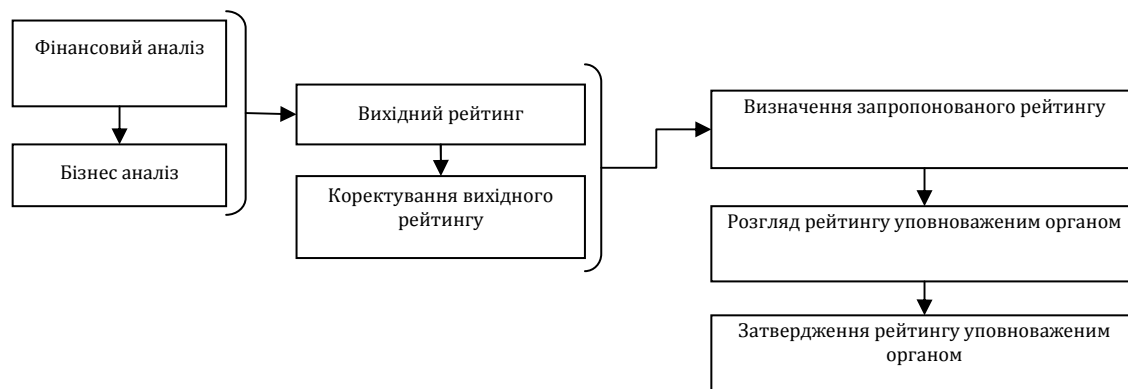 Фінансовий аналіз
Бізнес аналіз
Вихідний рейтинг
Коректування вихідного
рейтингу
Визначення запропонованого рейтингу
Розгляд рейтингу уповноваженим органом
Затвердження рейтингу уповноваженим
органом